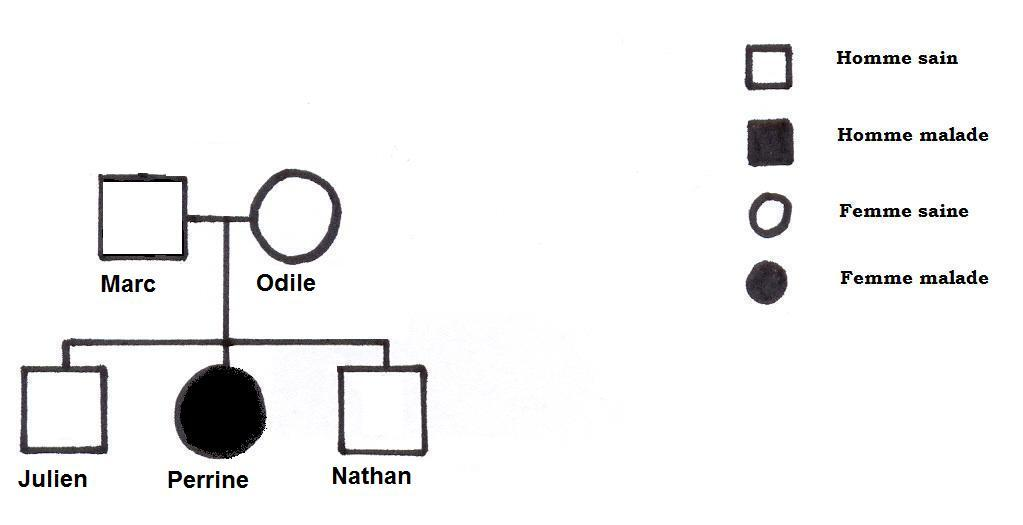 Homme sain
Homme malade
Femme saine
Femme malade
Marc
Odile
Julien
Perrine
Nathan